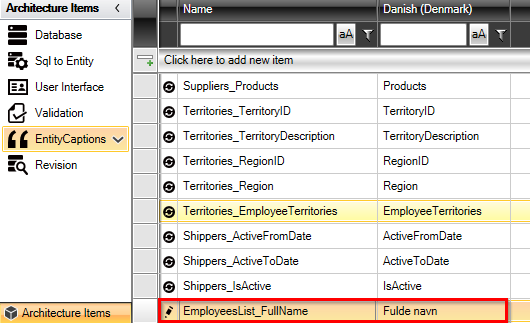 Architecture Items
Database
Sql to Entity
User Interface
Validation
EntityCaptions
Revision
Architecture Items
Name Danish (Denmark)
aA aA
Click here to add new item
Suppliers_Products Products
Territories_TerritoryID TerritoryID
Territories_TerritoryDescription TerritoryDescription
Territories_RegionID RegionID
Territories_Region Region
Territories_EmployeeTerritories EmployeeTerritories
Shippers_ActiveFromDate ActiveFromDate
Shippers_ActiveToDate ActiveToDate
Shippers_IsActive IsActive
EmployeesList_FullName Fulde navn